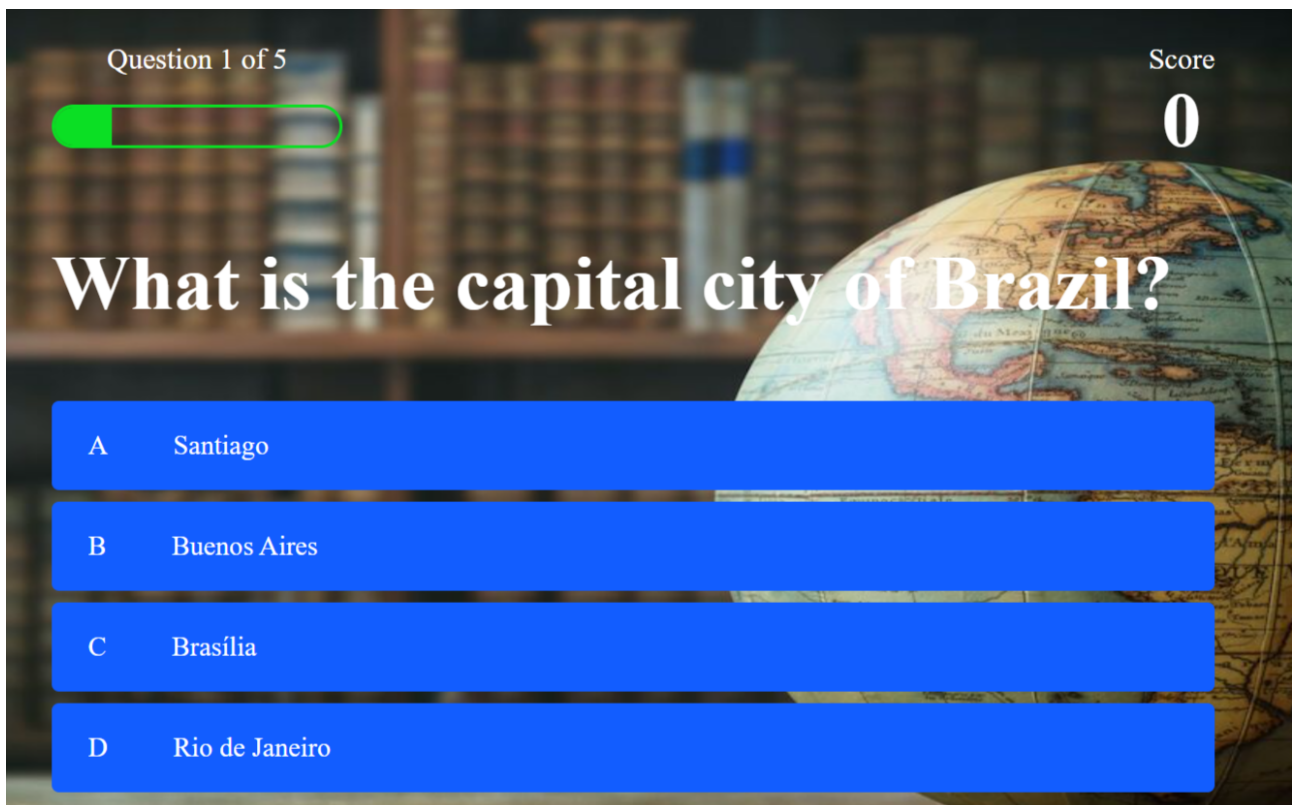 Question 1 of 5
Score
0
What is the capital city of Brazil?
A Santiago
B Buenos Aires
C Brasília
D Rio de Janeiro